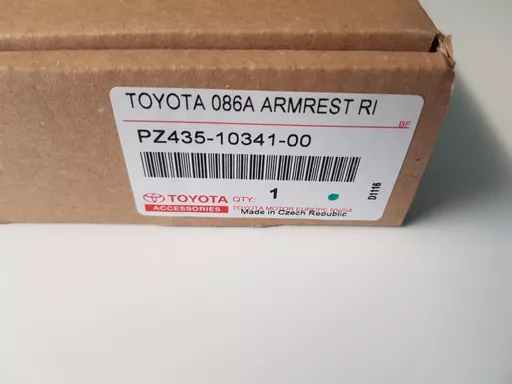 TOYOTA 086A ARMREST RI
BF
PZ435-10341-00
TOYOTA QTY: 1
ACCESSORIES
TOYOTA MOTOR EUROPE NV/SA
Made in Czech Republic
D1116